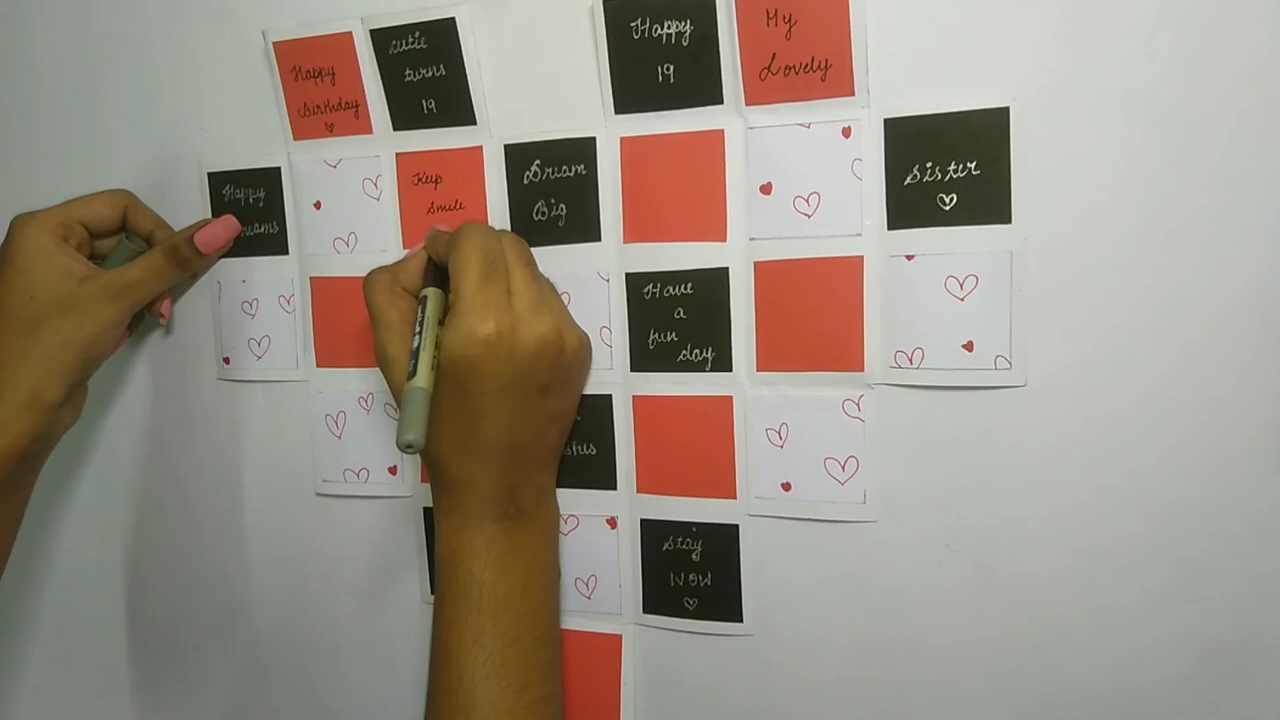 Happy
Birthday
cutie
turns
19
Happy
19
My
Lovely
Happy
Keep
Smile
Dream
Big
Sister
Have
a
fun
day
Stay
WOW